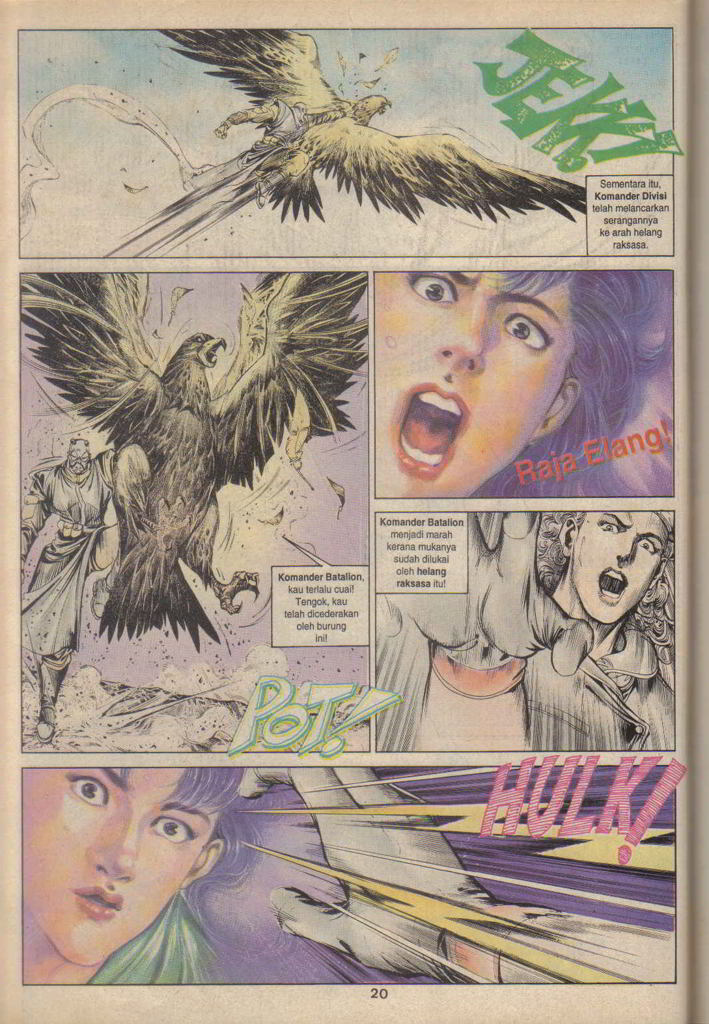 JEKK!
Sementara itu,
Komander Divisi
telah melancarkan
serangannya
ke arah helang
raksasa.
Komander Batalion,
kau terlalu cuai!
Tengok, kau
telah dicederakan
oleh burung
ini!
POT!
Raja Elang!
Komander Batalion
menjadi marah
kerana mukanya
sudah dilukai
oleh helang
raksasa itu!
HULK!
20